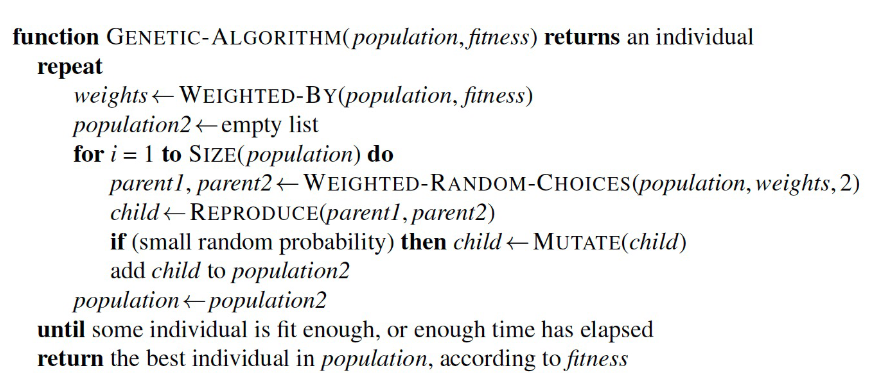 function GENETIC-ALGORITHM(population, fitness) returns an individual
repeat
weights←WEIGHTED-BY(population, fitness)
population2←empty list
for i = 1 to SIZE(population) do
parent1, parent2←WEIGHTED-RANDOM-CHOICES(population, weights, 2)
child←REPRODUCE(parent1, parent2)
if (small random probability) then child←MUTATE(child)
add child to population2
population←population2
until some individual is fit enough, or enough time has elapsed
return the best individual in population, according to fitness